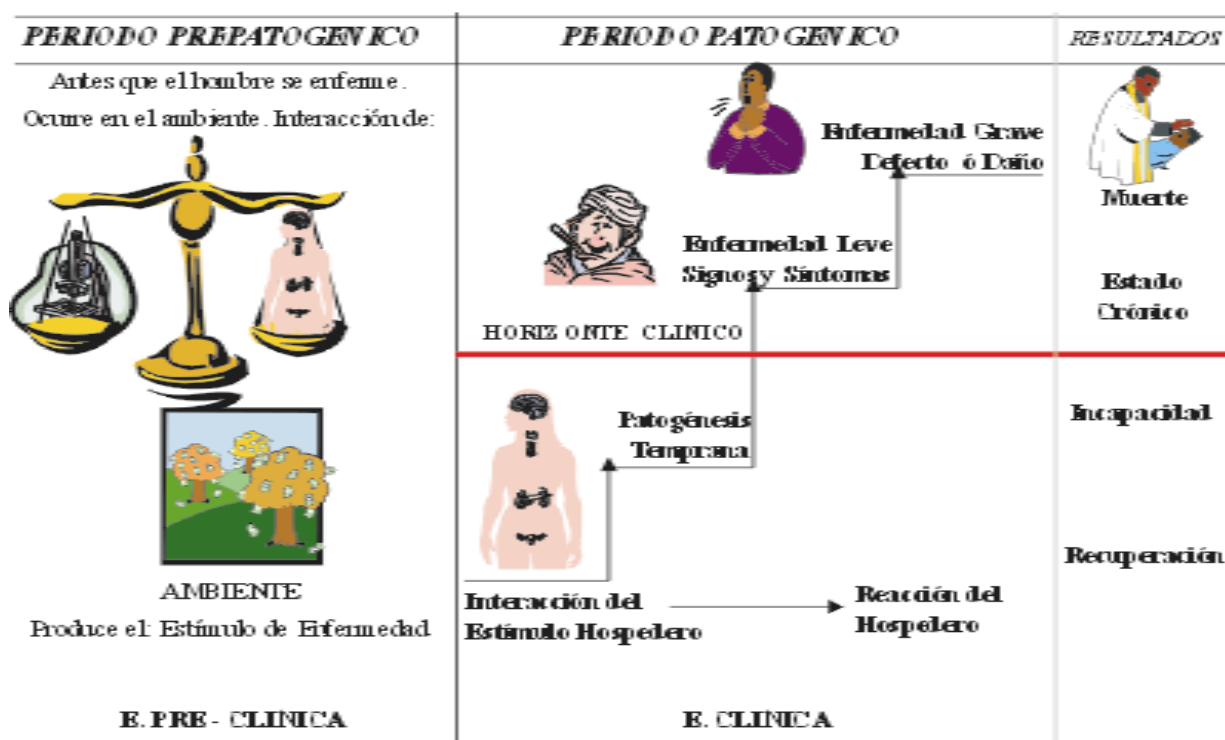 PERIODO PREPATOGENICO
Antes que el hombre se enferme.
Ocurre en el ambiente. Interacción de:
AMBIENTE
Produce el: Estímulo de Enfermedad
E. PRE - CLINICA
PERIODO PATOGENICO
Enfermedad Grave
Defecto ó Daño
Enfermedad Leve
Signos y Síntomas
HORIZONTE CLINICO
Patogénesis
Temprana
Interacción del
Estímulo Hospedero
Reacción del
Hospedero
E. CLINICA
RESULTADOS
Muerte
Estado
Crónico
Incapacidad
Recuperación